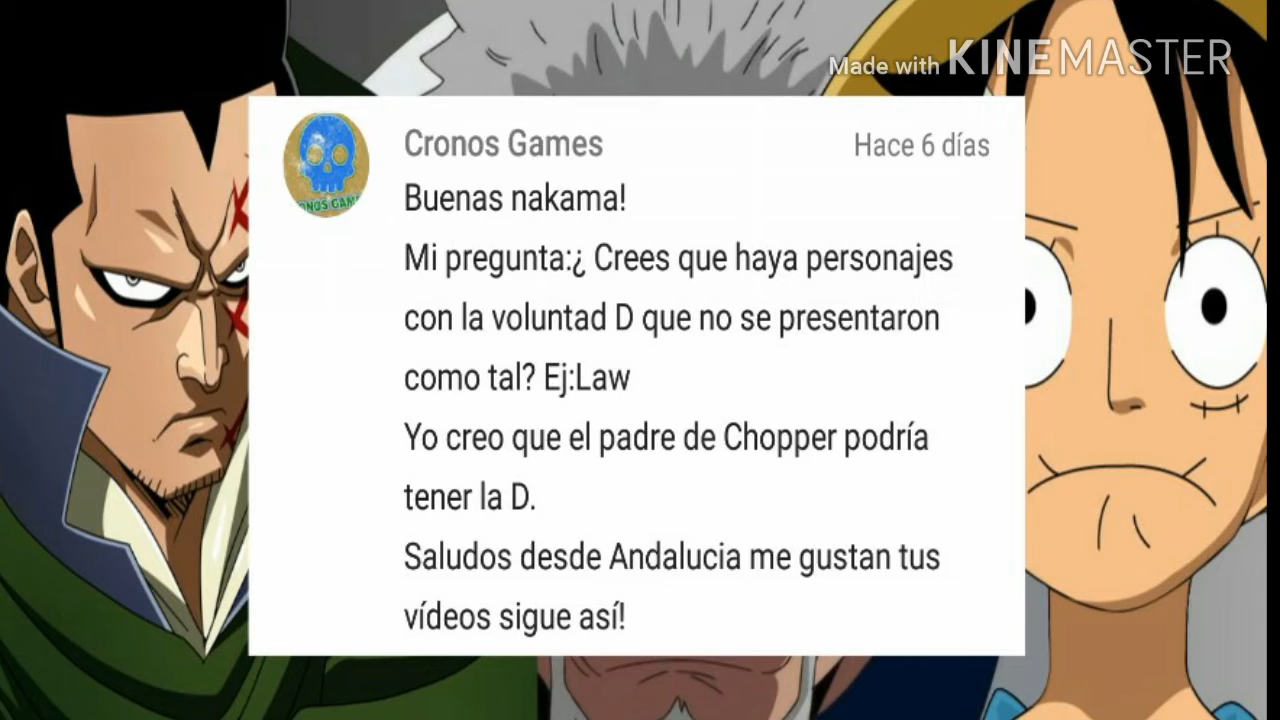 Made with KINEMASTER
Cronos Games
Hace 6 días
Buenas nakama!
Mi pregunta:¿ Crees que haya personajes
con la voluntad D que no se presentaron
como tal? Ej:Law
Yo creo que el padre de Chopper podría
tener la D.
Saludos desde Andalucia me gustan tus
vídeos sigue así!